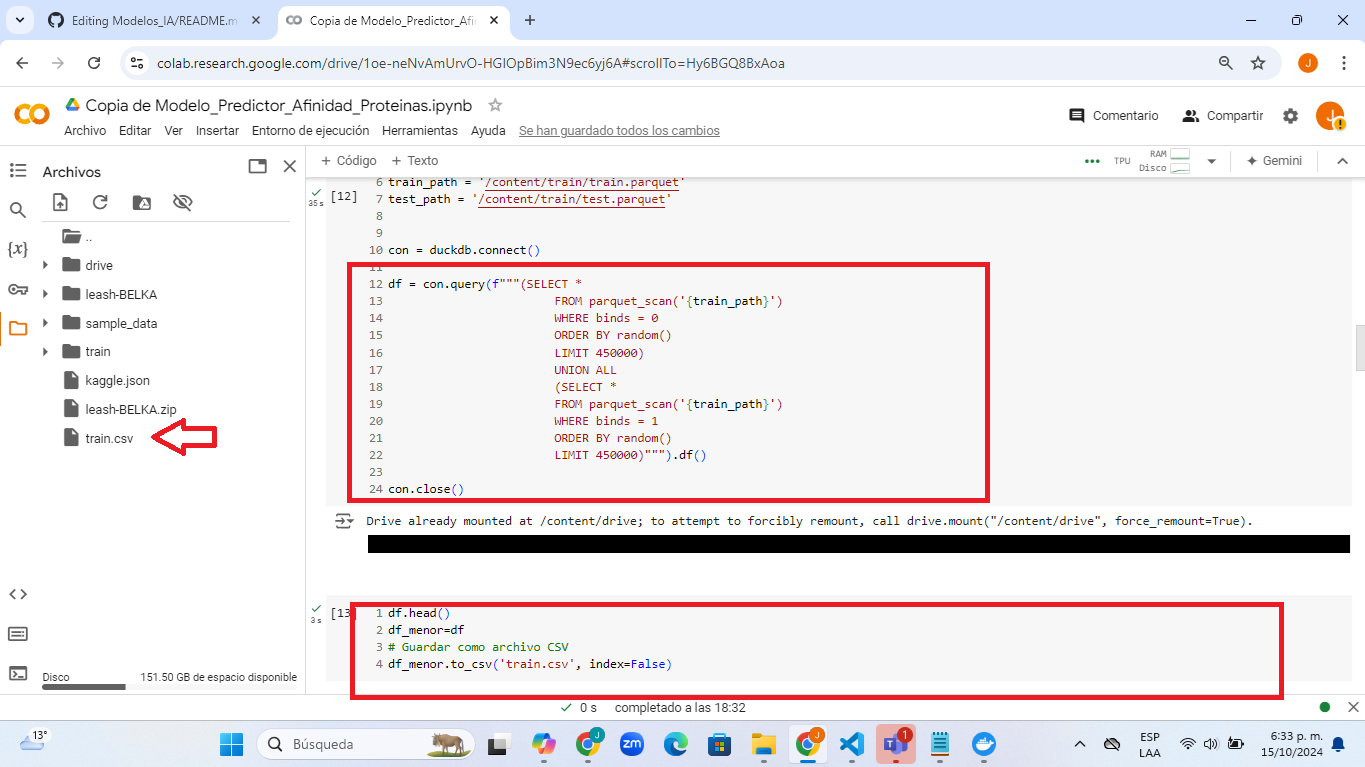 Editing Modelos_IA/README.m
Copia de Modelo_Predictor_Afi
colab.research.google.com/drive/1oe-neNvAmUrvO-HGIOpBim3N9ec6yj6A#scrollTo=Hy6BGQ8BxAoa
J
CO
Copia de Modelo_Predictor_Afinidad_Proteinas.ipynb
Archivo Editar Ver Insertar Entorno de ejecución Herramientas Ayuda Se han guardado todos los cambios
Comentario Compartir J
Archivos
+ Código + Texto
TPU RAM Disco Gemini
..
drive
leash-BELKA
sample_data
train
kaggle.json
leash-BELKA.zip
train.csv
Disco 151.50 GB de espacio disponible
{x}
35 s
[12]
6 train_path = '/content/train/train.parquet'
7 test_path = '/content/train/test.parquet'
8
9
10 con = duckdb.connect()
11
12 df = con.query(f"""(SELECT *
13 FROM parquet_scan('{train_path}')
14 WHERE binds = 0
15 ORDER BY random()
16 LIMIT 450000)
17 UNION ALL
18 (SELECT *
19 FROM parquet_scan('{train_path}')
20 WHERE binds = 1
21 ORDER BY random()
22 LIMIT 450000)""").df()
23
24 con.close()
Drive already mounted at /content/drive; to attempt to forcibly remount, call drive.mount("/content/drive", force_remount=True).
3 s
[13]
1 df.head()
2 df_menor=df
3 # Guardar como archivo CSV
4 df_menor.to_csv('train.csv', index=False)
0 s completado a las 18:32
13°
Búsqueda
J
zm
J
1
ESP
LAA
6:33 p. m.
15/10/2024